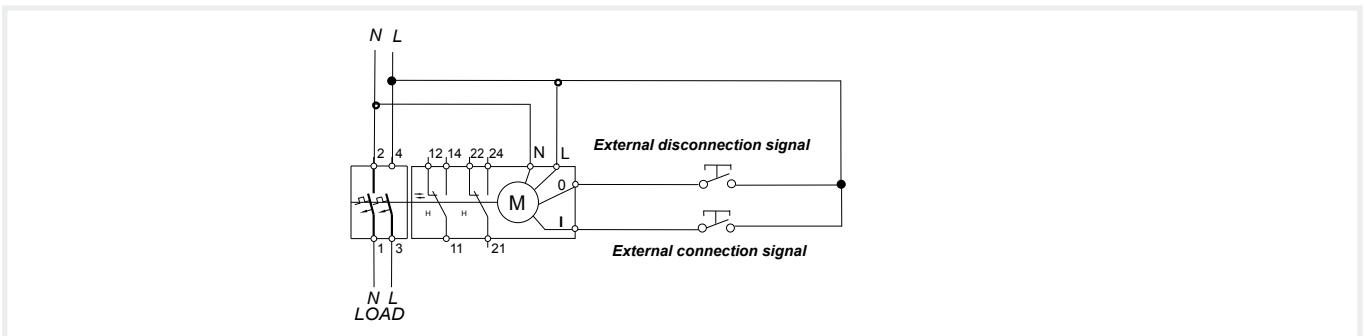 N L
2 4 12 14 22 24 N L
External disconnection signal
0
M
H H
I
1 3 11 21
External connection signal
N L
LOAD